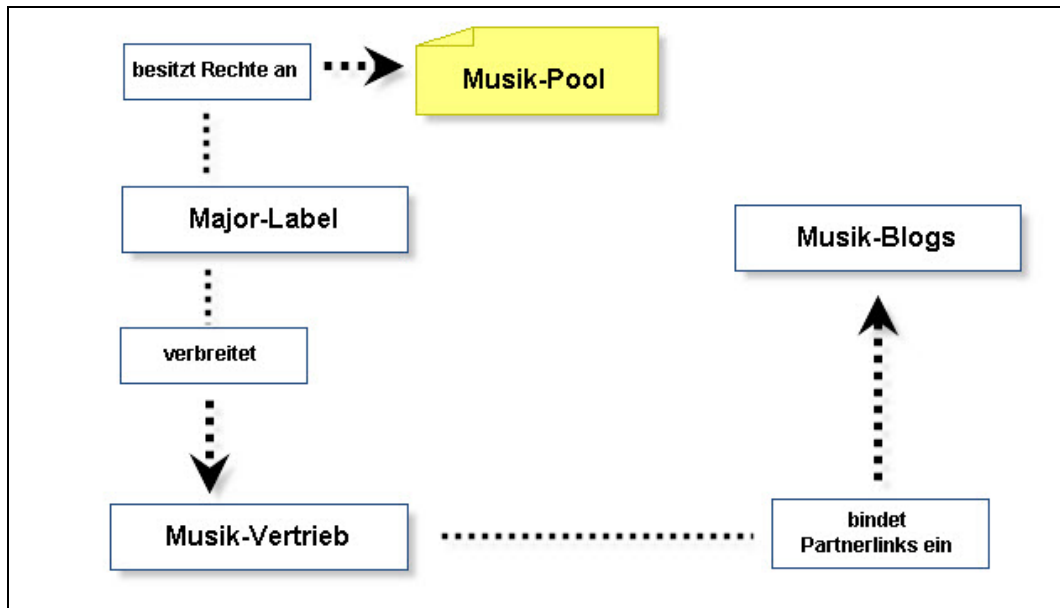 besitzt Rechte an
Musik-Pool
Major-Label
Musik-Blogs
verbreitet
Musik-Vertrieb
bindet
Partnerlinks ein